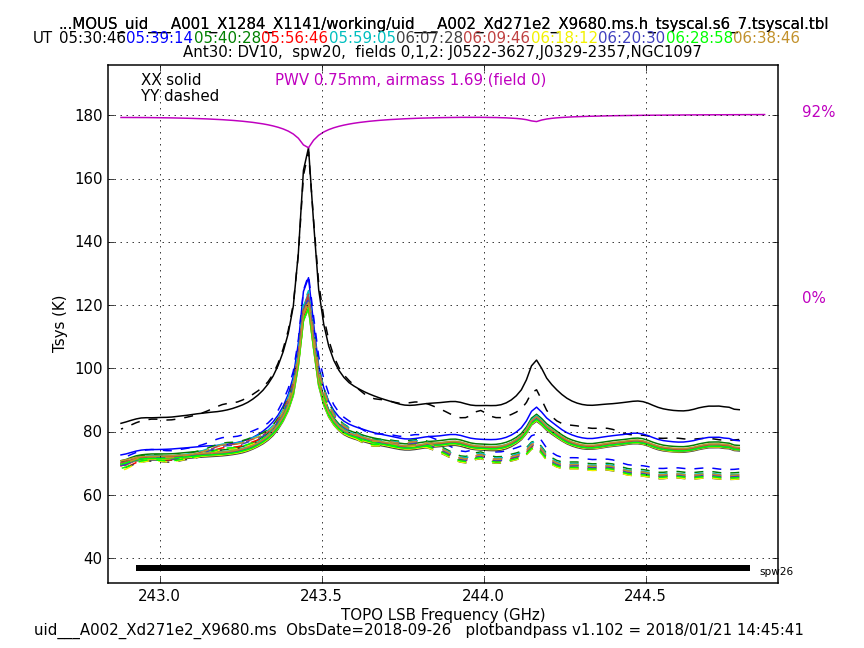 ...MOUS_uid___A001_X1284_X1141/working/uid___A002_Xd271e2_X9680.ms.h_tsyscal.s6_7.tsyscal.tbl
UT 05:30:46 05:39:14 05:40:28 05:56:46 05:59:05 06:07:28 06:09:46 06:18:12 06:20:30 06:28:58 06:38:46
Ant30: DV10, spw20, fields 0,1,2: J0522-3627,J0329-2357,NGC1097
XX solid
YY dashed
PWV 0.75mm, airmass 1.69 (field 0)
92%
0%
180
160
140
120
100
80
60
40
Tsys (K)
spw26
243.0 243.5 244.0 244.5
TOPO LSB Frequency (GHz)
uid___A002_Xd271e2_X9680.ms ObsDate=2018-09-26 plotbandpass v1.102 = 2018/01/21 14:45:41